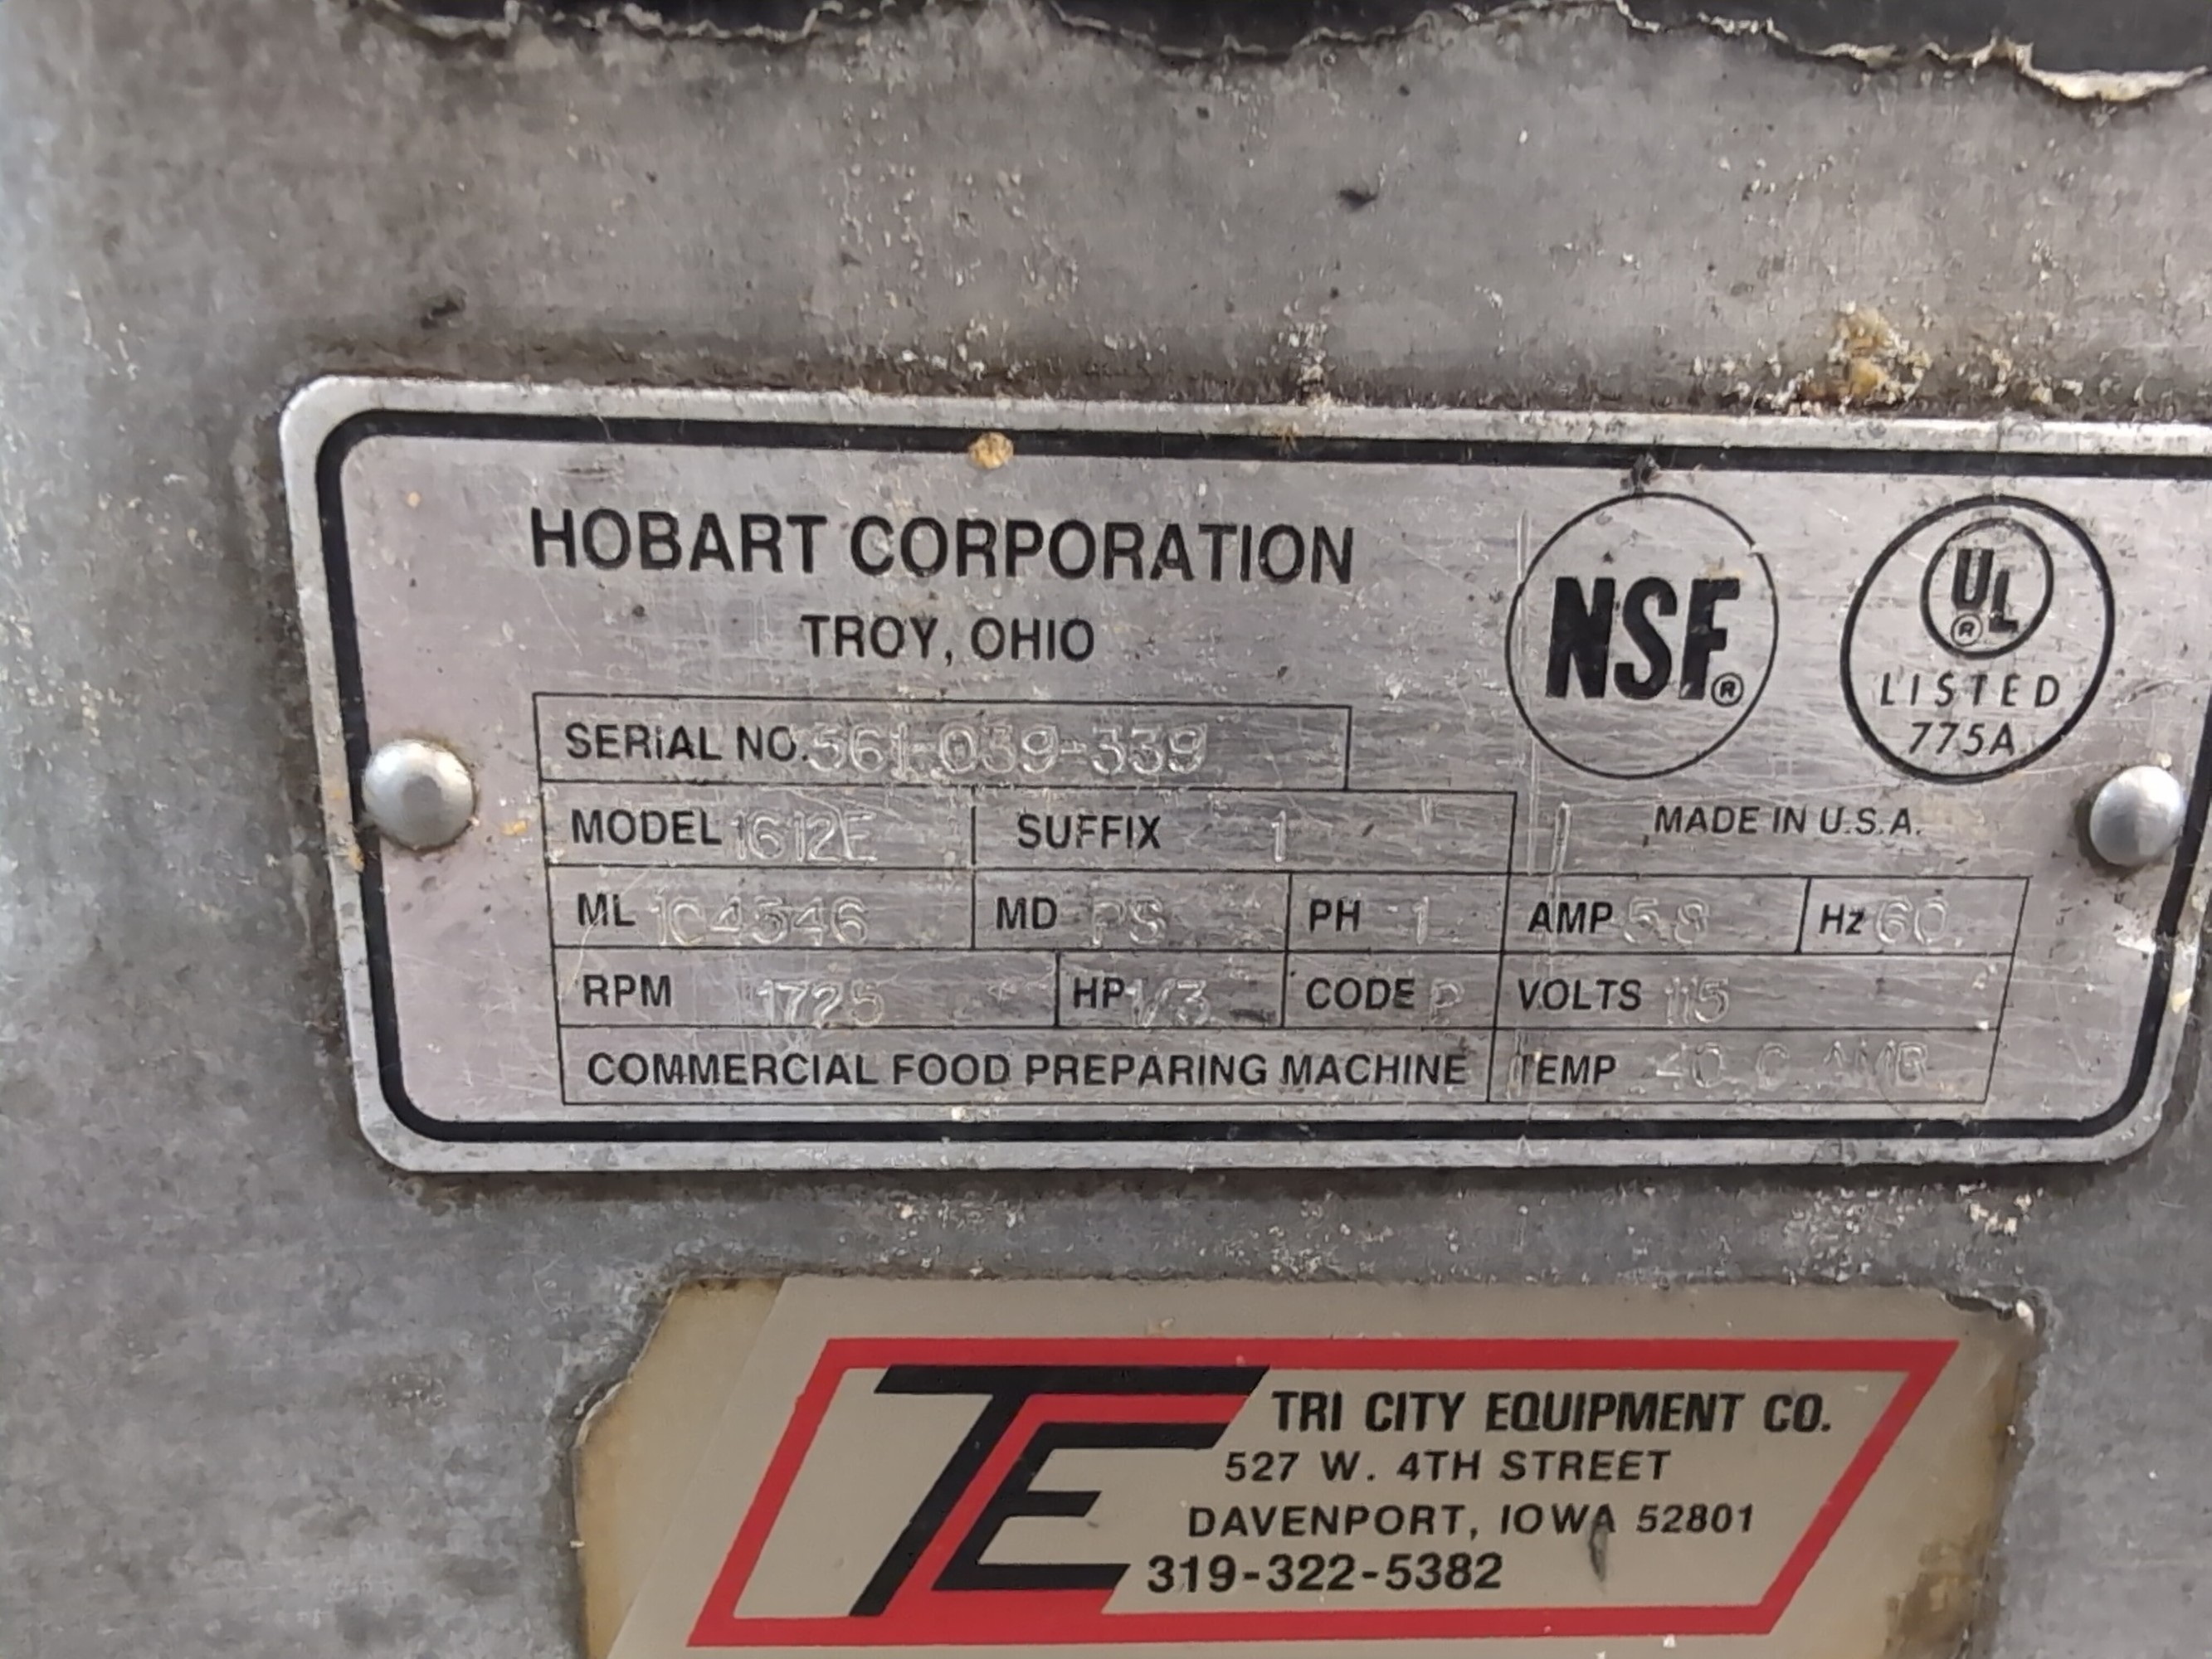 HOBART CORPORATION
TROY, OHIO
NSF®
UL®
LISTED
775A
MADE IN U.S.A.
SERIAL NO. 561-039-339
MODEL 1612E SUFFIX 1
ML 104346 MD PS PH 1 AMP 5.8 Hz 60
RPM 1725 HP 1/3 CODE P VOLTS 115
COMMERCIAL FOOD PREPARING MACHINE TEMP 40 C AMB
TE
TRI CITY EQUIPMENT CO.
527 W. 4TH STREET
DAVENPORT, IOWA 52801
319-322-5382